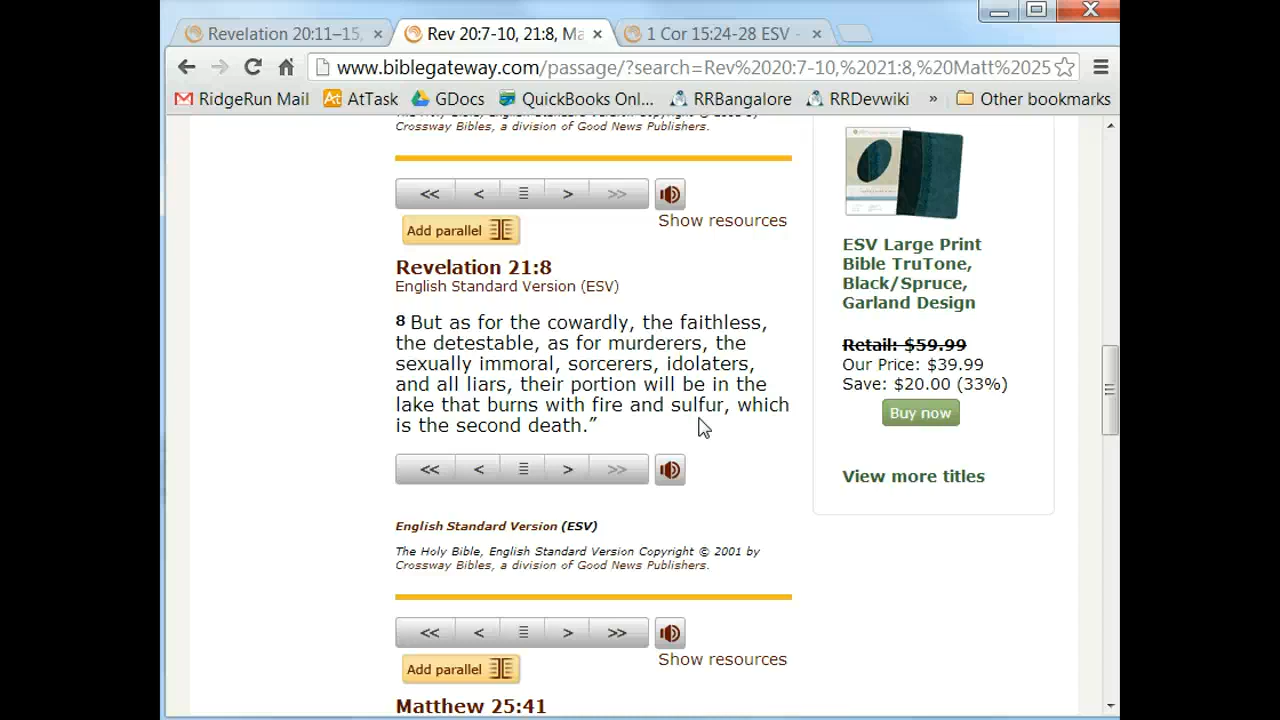 Revelation 20:11–15,
Rev 20:7-10, 21:8, Ma
1 Cor 15:24-28 ESV -
www.biblegateway.com/passage/?search=Rev%2020:7-10,%2021:8,%20Matt%2025
RidgeRun Mail
AtTask
GDocs
QuickBooks Onl...
RRBangalore
RRDevwiki
»
Other bookmarks
Crossway Bibles, a division of Good News Publishers.
<< < ≣ > >>
Show resources
Add parallel
Revelation 21:8
English Standard Version (ESV)
8 But as for the cowardly, the faithless,
the detestable, as for murderers, the
sexually immoral, sorcerers, idolaters,
and all liars, their portion will be in the
lake that burns with fire and sulfur, which
is the second death.”
<< < ≣ > >>
English Standard Version (ESV)
The Holy Bible, English Standard Version Copyright © 2001 by
Crossway Bibles, a division of Good News Publishers.
<< < ≣ > >>
Show resources
Add parallel
Matthew 25:41
ESV Large Print
Bible TruTone,
Black/Spruce,
Garland Design
Retail: $59.99
Our Price: $39.99
Save: $20.00 (33%)
Buy now
View more titles